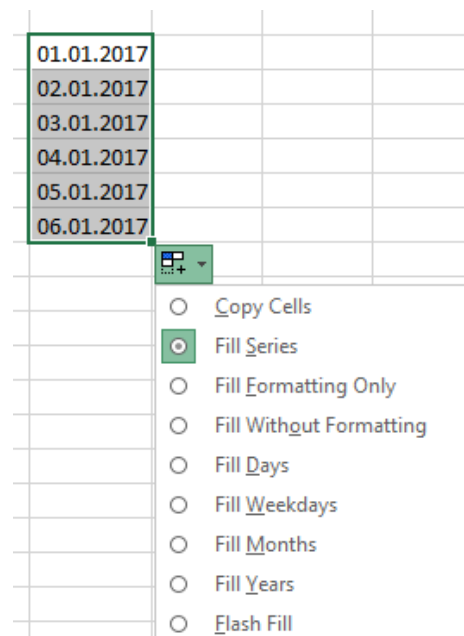 01.01.2017
02.01.2017
03.01.2017
04.01.2017
05.01.2017
06.01.2017
Copy Cells
Fill Series
Fill Formatting Only
Fill Without Formatting
Fill Days
Fill Weekdays
Fill Months
Fill Years
Flash Fill